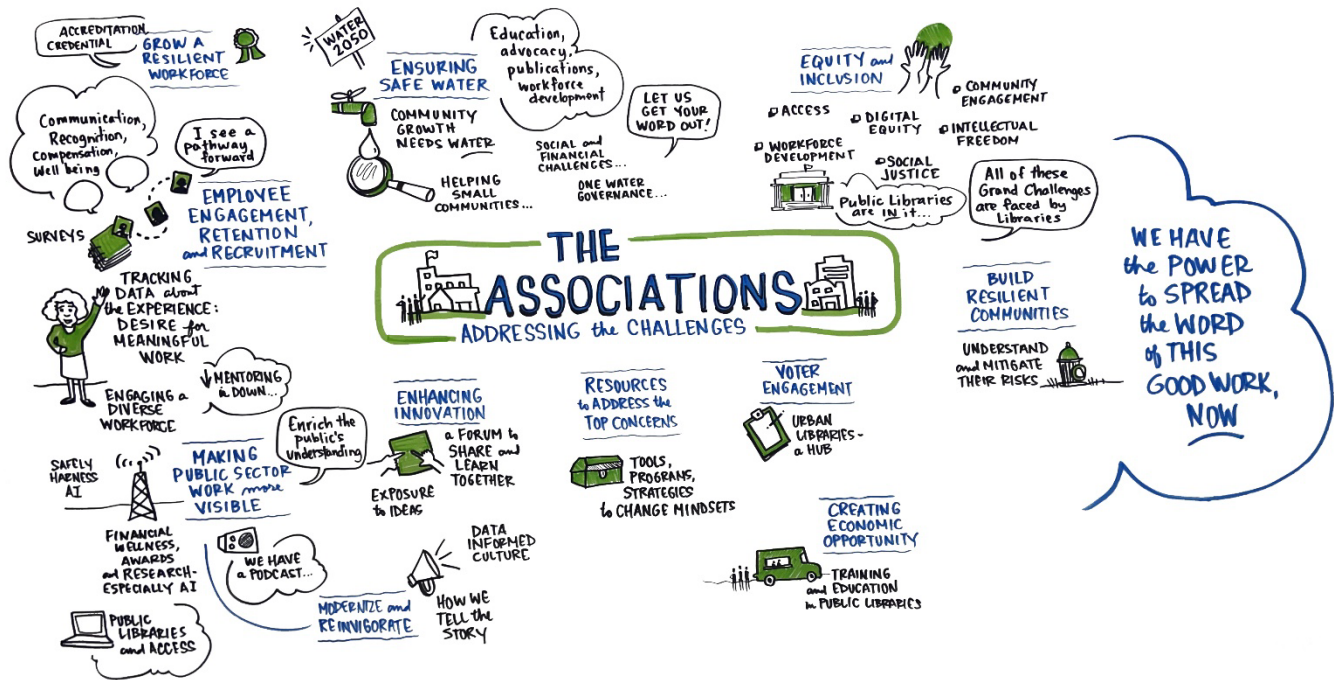 ACCREDITATION
CREDENTIAL
GROW A
RESILIENT
WORKFORCE
Communication,
Recognition,
compensation,
Well being
I see a
pathway
forward
SURVEYS
EMPLOYEE
ENGAGEMENT,
RETENTION
and RECRUITMENT
TRACKING
DATA about
the EXPERIENCE:
DESIRE for
MEANINGFUL
WORK
ENGAGING a
DIVERSE
WORKFORCE
MENTORING
is DOWN...
WATER
2050
ENSURING
SAFE WATER
Education,
advocacy,
publications,
workforce
development
COMMUNITY
GROWTH
NEEDS WATER
LET US
GET YOUR
WORD OUT!
SOCIAL and
FINANCIAL
CHALLENGES...
HELPING
SMALL
COMMUNITIES...
ONE WATER
GOVERNANCE...
EQUITY and
INCLUSION
ACCESS
DIGITAL
EQUITY
COMMUNITY
ENGAGEMENT
INTELLECTUAL
FREEDOM
WORKFORCE
DEVELOPMENT
SOCIAL
JUSTICE
Public Libraries
are IN it...
All of these
Grand Challenges
are faced by
Libraries
THE
ASSOCIATIONS
ADDRESSING the CHALLENGES
BUILD
RESILIENT
COMMUNITIES
UNDERSTAND
and MITIGATE
THEIR RISKS
WE HAVE
the POWER
to SPREAD
the WORD
of THIS
GOOD WORK,
NOW
SAFELY
HARNESS
AI
MAKING
PUBLIC SECTOR
WORK more
VISIBLE
Enrich the
public's
understanding
FINANCIAL
WELLNESS,
AWARDS
and RESEARCH-
ESPECIALLY AI
WE HAVE
a PODCAST...
PUBLIC
LIBRARIES
and ACCESS
MODERNIZE and
REINVIGORATE
HOW WE
TELL the
STORY
DATA
INFORMED
CULTURE
ENHANCING
INNOVATION
a FORUM to
SHARE and
LEARN
TOGETHER
EXPOSURE
to IDEAS
RESOURCES
to ADDRESS the
TOP CONCERNS
TOOLS,
PROGRAMS,
STRATEGIES
to CHANGE MINDSETS
VOTER
ENGAGEMENT
URBAN
LIBRARIES-
a HUB
CREATING
ECONOMIC
OPPORTUNITY
TRAINING
and EDUCATION
in PUBLIC LIBRARIES